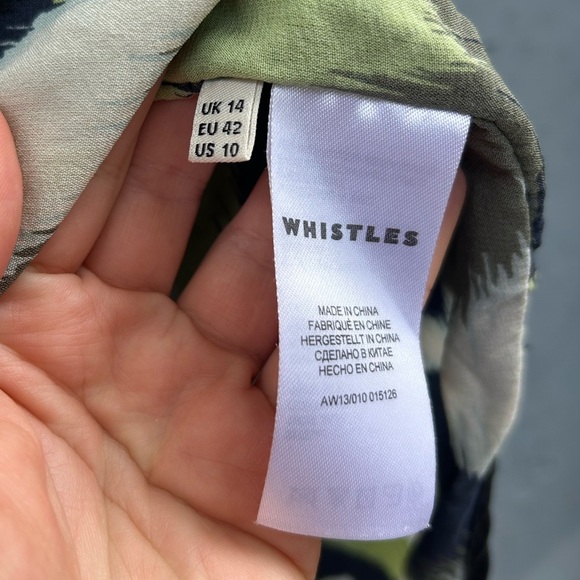 UK 14
EU 42
US 10
WHISTLES
MADE IN CHINA
FABRIQUÉ EN CHINE
HERGESTELLT IN CHINA
СДЕЛАНО В КИТАЕ
HECHO EN CHINA
AW13/010 015126